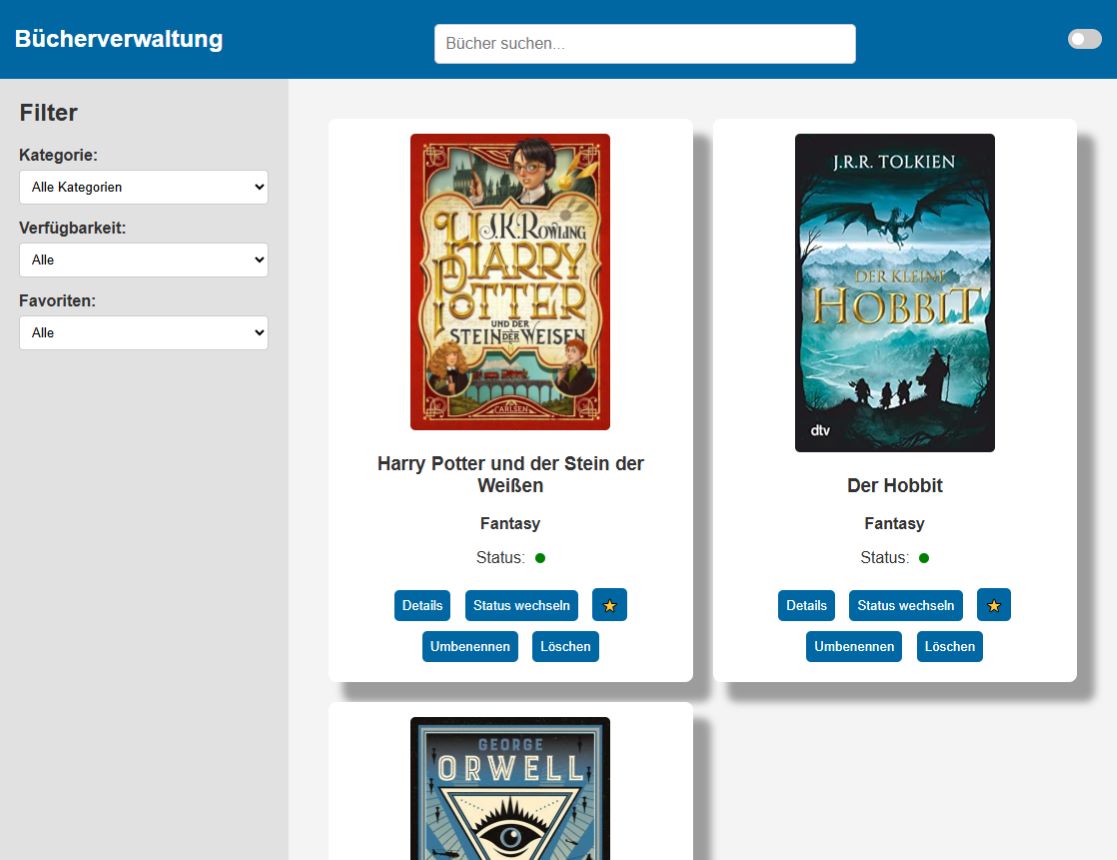 Bücherverwaltung
Bücher suchen...
Filter
Kategorie:
Alle Kategorien
Verfügbarkeit:
Alle
Favoriten:
Alle
J.K. ROWLING
HARRY
POTTER
UND DER
STEIN DER WEISEN
CARLSEN
Harry Potter und der Stein der
Weißen
Fantasy
Status:
Details
Status wechseln
Umbenennen
Löschen
J.R.R. TOLKIEN
DER KLEINE
HOBBIT
dtv
Der Hobbit
Fantasy
Status:
Details
Status wechseln
Umbenennen
Löschen
GEORGE
ORWELL